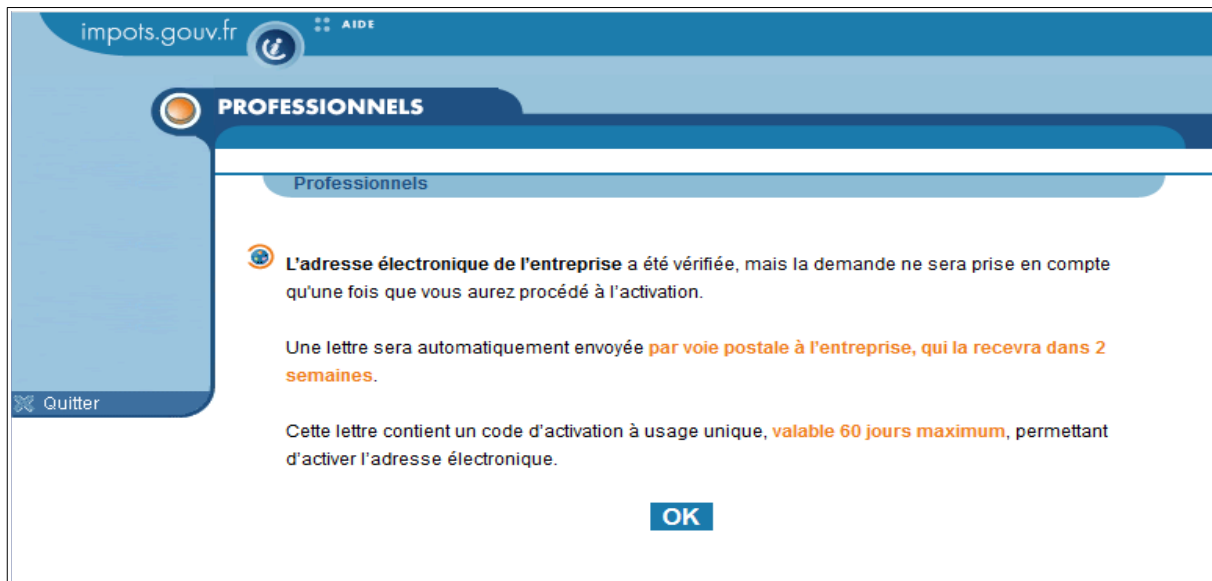 impots.gouv.fr
AIDE
PROFESSIONNELS
Professionnels
L’adresse électronique de l’entreprise a été vérifiée, mais la demande ne sera prise en compte
qu'une fois que vous aurez procédé à l’activation.
Une lettre sera automatiquement envoyée par voie postale à l’entreprise, qui la recevra dans 2
semaines.
Quitter
Cette lettre contient un code d’activation à usage unique, valable 60 jours maximum, permettant
d’activer l’adresse électronique.
OK